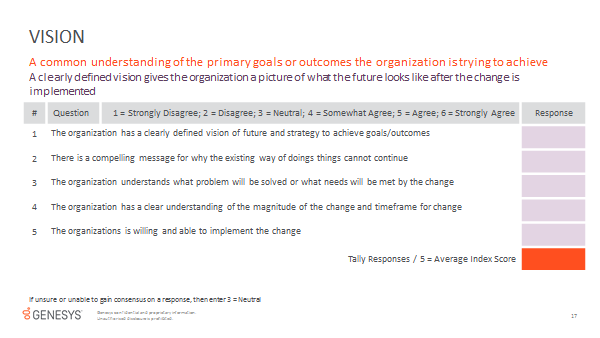 VISION
A common understanding of the primary goals or outcomes the organization is trying to achieve
A clearly defined vision gives the organization a picture of what the future looks like after the change is
implemented
# Question 1 = Strongly Disagree; 2 = Disagree; 3 = Neutral; 4 = Somewhat Agree; 5 = Agree; 6 = Strongly Agree Response
1 The organization has a clearly defined vision of future and strategy to achieve goals/outcomes
2 There is a compelling message for why the existing way of doings things cannot continue
3 The organization understands what problem will be solved or what needs will be met by the change
4 The organization has a clear understanding of the magnitude of the change and timeframe for change
5 The organizations is willing and able to implement the change
Tally Responses / 5 = Average Index Score
If unsure or unable to gain consensus on a response, then enter 3 = Neutral
GENESYS
Genesys confidential and proprietary information.
Unauthorized disclosure is prohibited.
17